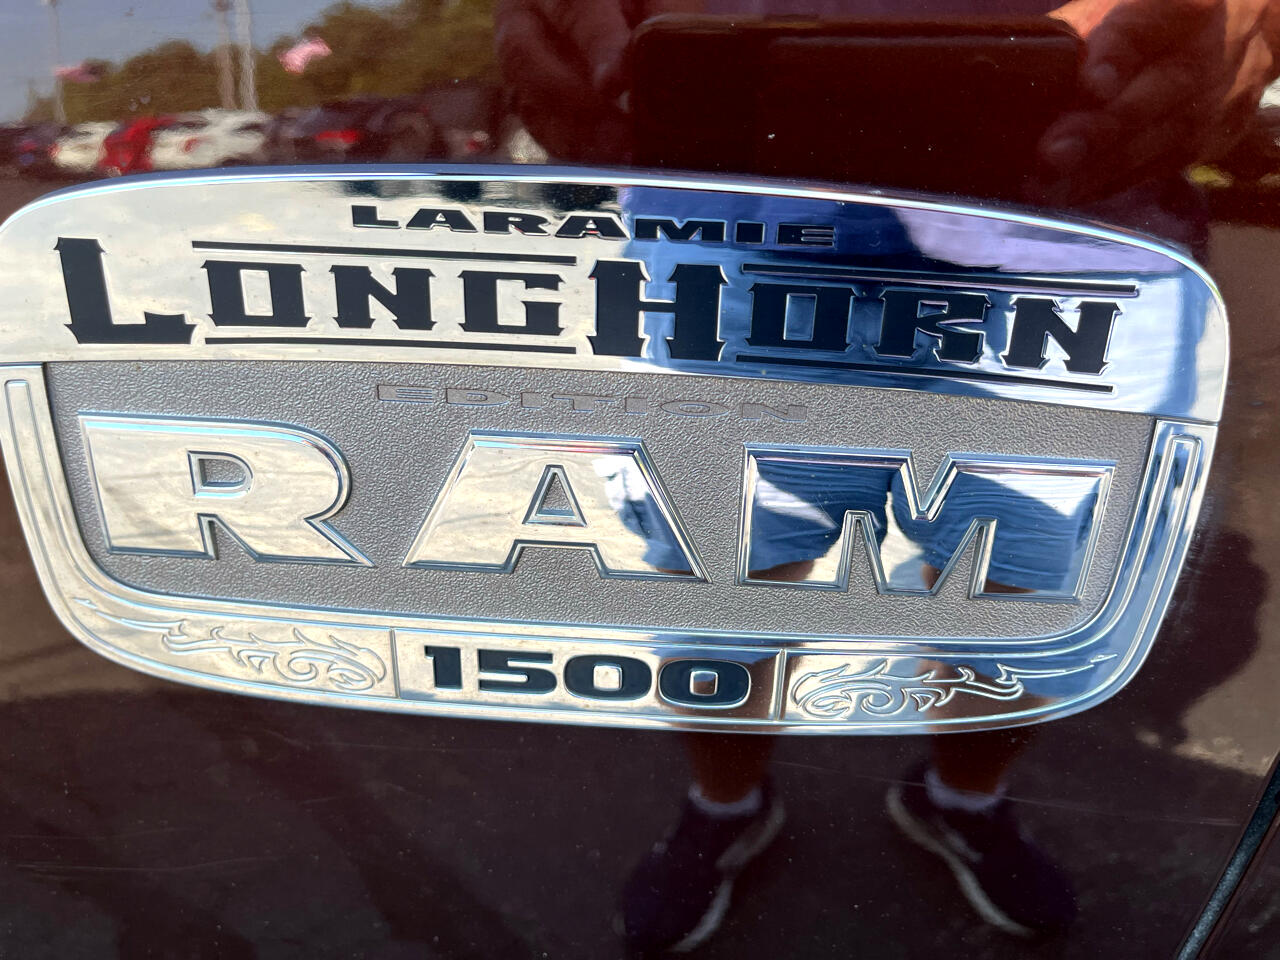 LARAMIE
LONGHORN
EDITION
RAM
1500